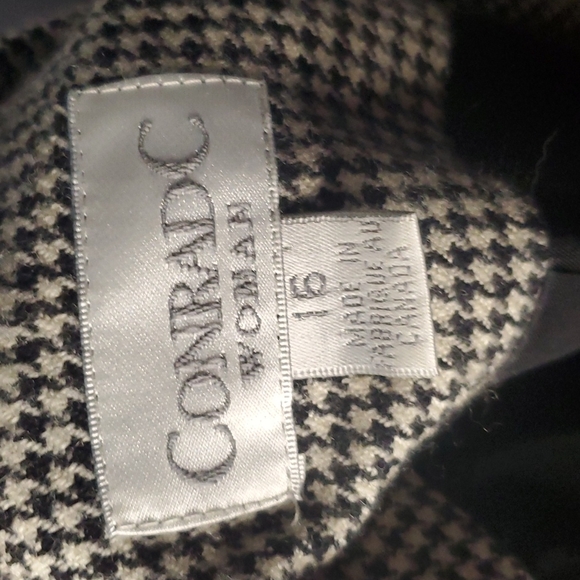 CONRAD C
WOMAN
16
MADE IN
FABRIQUE AU
CANADA